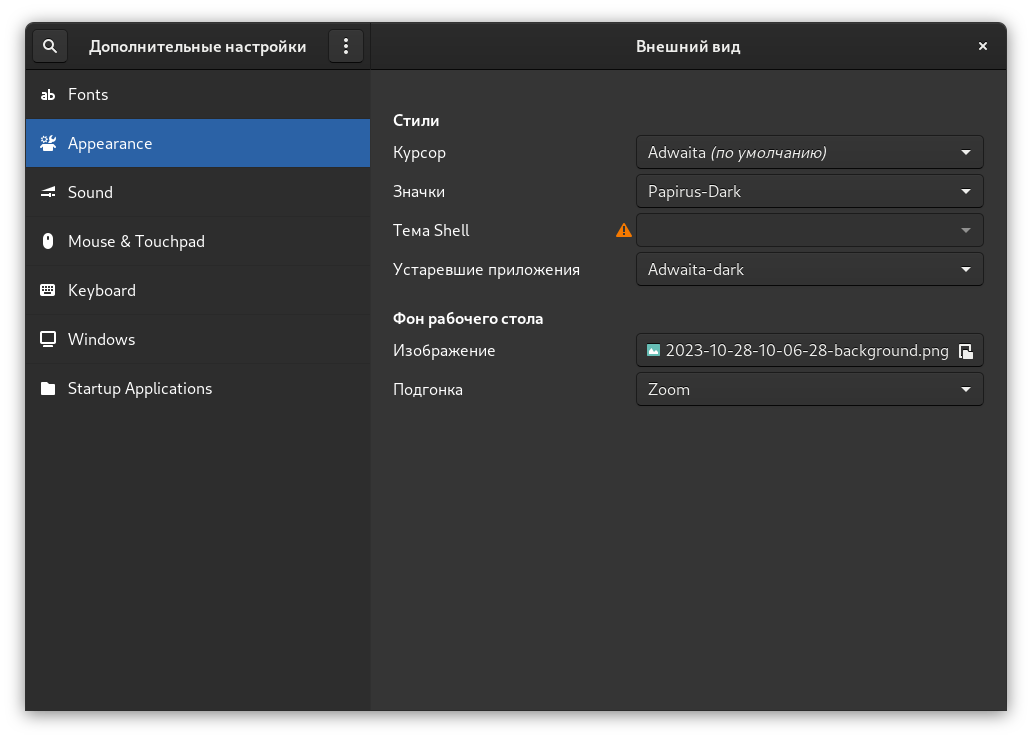 Дополнительные настройки
Внешний вид
Fonts
Appearance
Sound
Mouse & Touchpad
Keyboard
Windows
Startup Applications
Стили
Курсор
Adwaita (по умолчанию)
Значки
Papirus-Dark
Тема Shell
Устаревшие приложения
Adwaita-dark
Фон рабочего стола
Изображение
2023-10-28-10-06-28-background.png
Подгонка
Zoom